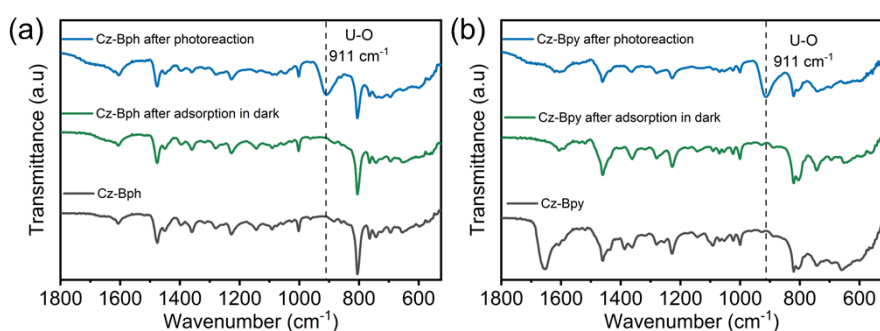 (a)
Cz-Bph after photoreaction
U-O
911 cm⁻¹
Cz-Bph after adsorption in dark
Cz-Bph
Transmittance (a.u)
1800 1600 1400 1200 1000 800 600
Wavenumber (cm⁻¹)
(b)
Cz-Bpy after photoreaction
U-O
911 cm⁻¹
Cz-Bpy after adsorption in dark
Cz-Bpy
Transmittance (a.u)
1800 1600 1400 1200 1000 800 600
Wavenumber (cm⁻¹)